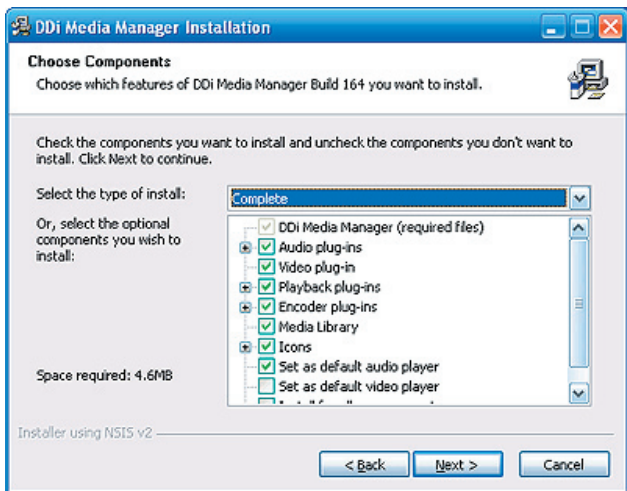 DDi Media Manager Installation
Choose Components
Choose which features of DDi Media Manager Build 164 you want to install.
Check the components you want to install and uncheck the components you don't want to
install. Click Next to continue.
Select the type of install:
Complete
Or, select the optional
components you wish to
install:
DDi Media Manager (required files)
Audio plug-ins
Video plug-in
Playback plug-ins
Encoder plug-ins
Media Library
Icons
Set as default audio player
Set as default video player
Space required: 4.6MB
Installer using NSIS v2
< Back
Next >
Cancel